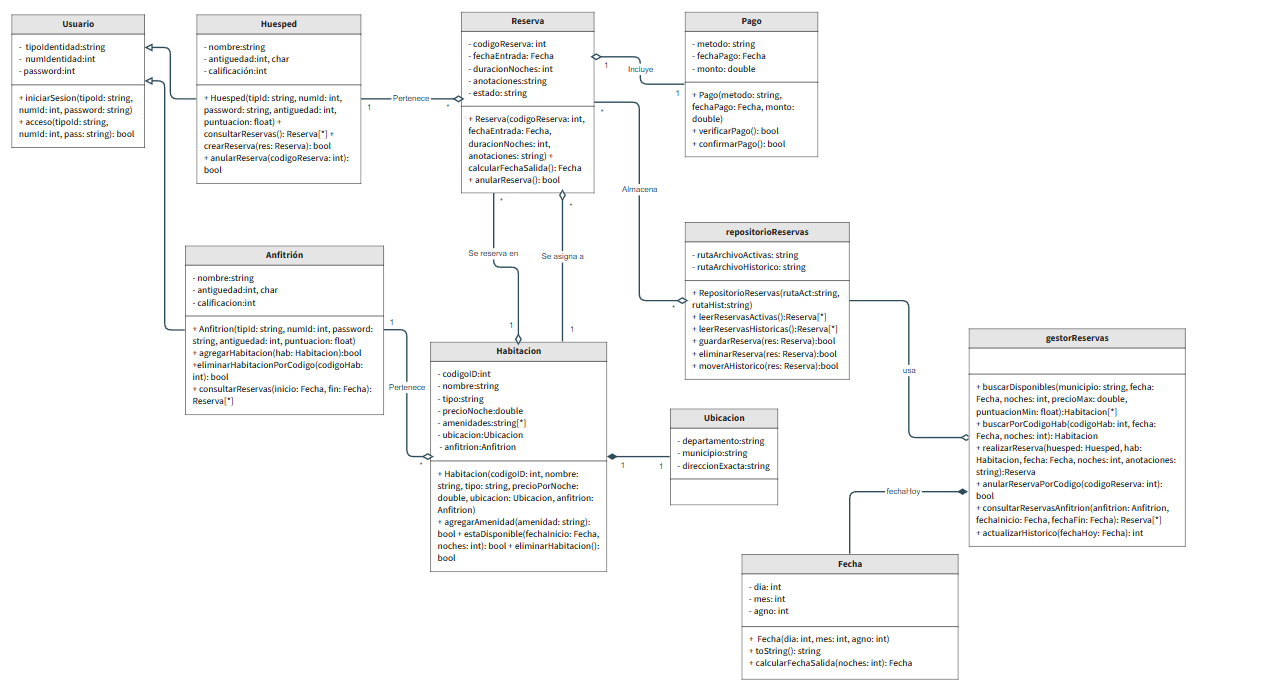 Usuario
- tipoIdentidad:string
- numIdentidad:int
- password:int
+ iniciarSesion(tipoId: string,
numId: int, password: string)
+ acceso(tipoId: string,
numId: int, pass: string): bool
Huesped
- nombre:string
- antiguedad:int, char
- calificación:int
+ Huesped(tipId: string, numId: int,
password: string, antiguedad: int,
puntuacion: float) +
consultarReservas(): Reserva[*] +
crearReserva(res: Reserva): bool
+ anularReserva(codigoReserva: int):
bool
1
Pertenece
*
Reserva
- codigoReserva: int
- fechaEntrada: Fecha
- duracionNoches: int
- anotaciones:string
- estado: string
+ Reserva(codigoReserva: int,
fechaEntrada: Fecha,
duracionNoches: int,
anotaciones: string) +
calcularFechaSalida(): Fecha
+ anularReserva(): bool
1
Incluye
1
Pago
- metodo: string
- fechaPago: Fecha
- monto: double
+ Pago(metodo: string,
fechaPago: Fecha, monto:
double)
+ verificarPago(): bool
+ confirmarPago(): bool
*
Almacena
*
*
Se reserva en
1
*
Se asigna a
1
repositorioReservas
- rutaArchivoActivas: string
- rutaArchivoHistorico: string
+ RepositorioReservas(rutaAct:string,
rutaHist:string)
+ leerReservasActivas():Reserva[*]
+ leerReservasHistoricas():Reserva[*]
+ guardarReserva(res: Reserva):bool
+ eliminarReserva(res: Reserva):bool
+ moverAHistorico(res: Reserva):bool
Anfitrión
- nombre:string
- antiguedad:int, char
- calificacion:int
+ Anfitrion(tipId: string, numId: int, password:
string, antiguedad: int, puntuacion: float)
+ agregarHabitacion(hab: Habitacion):bool
+eliminarHabitacionPorCodigo(codigoHab:
int): bool
+ consultarReservas(inicio: Fecha, fin: Fecha):
Reserva[*]
1
Pertenece
*
Habitacion
- codigoID:int
- nombre:string
- tipo:string
- precioNoche:double
- amenidades:string[*]
- ubicacion:Ubicacion
- anfitrion:Anfitrion
+ Habitacion(codigoID: int, nombre:
string, tipo: string, precioPorNoche:
double, ubicacion: Ubicacion, anfitrion:
Anfitrion)
+ agregarAmenidad(amenidad: string):
bool + estaDisponible(fechaInicio: Fecha,
noches: int): bool + eliminarHabitacion():
bool
1
1
Ubicacion
- departamento:string
- municipio:string
- direccionExacta:string
usa
gestorReservas
+ buscarDisponibles(municipio: string, fecha:
Fecha, noches: int, precioMax: double,
puntuacionMin: float):Habitacion[*]
+ buscarPorCodigoHab(codigoHab: int, fecha:
Fecha, noches: int): Habitacion
+ realizarReserva(huesped: Huesped, hab:
Habitacion, fecha: Fecha, noches: int, anotaciones:
string):Reserva
+ anularReservaPorCodigo(codigoReserva: int):
bool
+ consultarReservasAnfitrion(anfitrion: Anfitrion,
fechaInicio: Fecha, fechaFin: Fecha): Reserva[*]
+ actualizarHistorico(fechaHoy: Fecha): int
fechaHoy
Fecha
- dia: int
- mes: int
- agno: int
+ Fecha(dia: int, mes: int, agno: int)
+ toString(): string
+ calcularFechaSalida(noches: int): Fecha